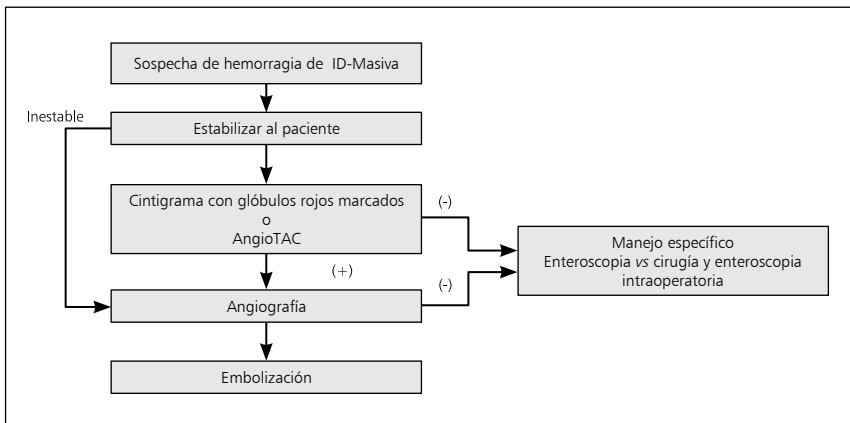 Sospecha de hemorragia de ID-Masiva
Inestable
Estabilizar al paciente
Cintigrama con glóbulos rojos marcados
o
AngioTAC
(-)
Manejo específico
Enteroscopia vs cirugía y enteroscopia
intraoperatoria
(+)
(-)
Angiografía
Embolización